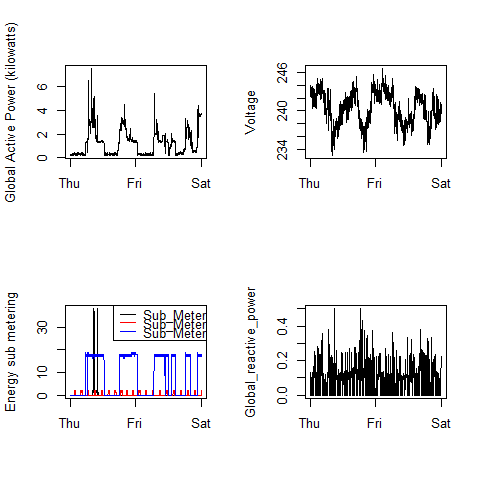 Global Active Power (kilowatts)
0 2 4 6
Thu Fri Sat
Voltage
234 240 246
Thu Fri Sat
Energy sub metering
0 10 30
Sub_Meter
Sub_Meter
Sub_Meter
Thu Fri Sat
Global_reactive_power
0.0 0.2 0.4
Thu Fri Sat